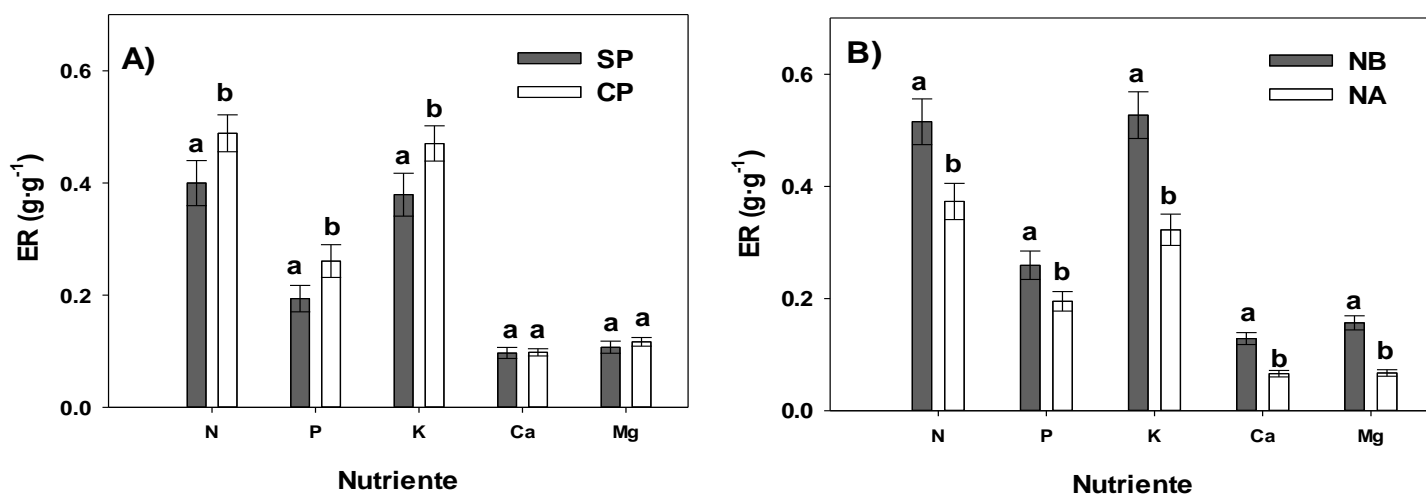 A)
SP
CP
ER (g·g⁻¹)
0.6
0.4
0.2
0.0
a b a b a b a a a a
N P K Ca Mg
Nutriente
B)
NB
NA
ER (g·g⁻¹)
0.6
0.4
0.2
0.0
a b a b a b a b a b
N P K Ca Mg
Nutriente